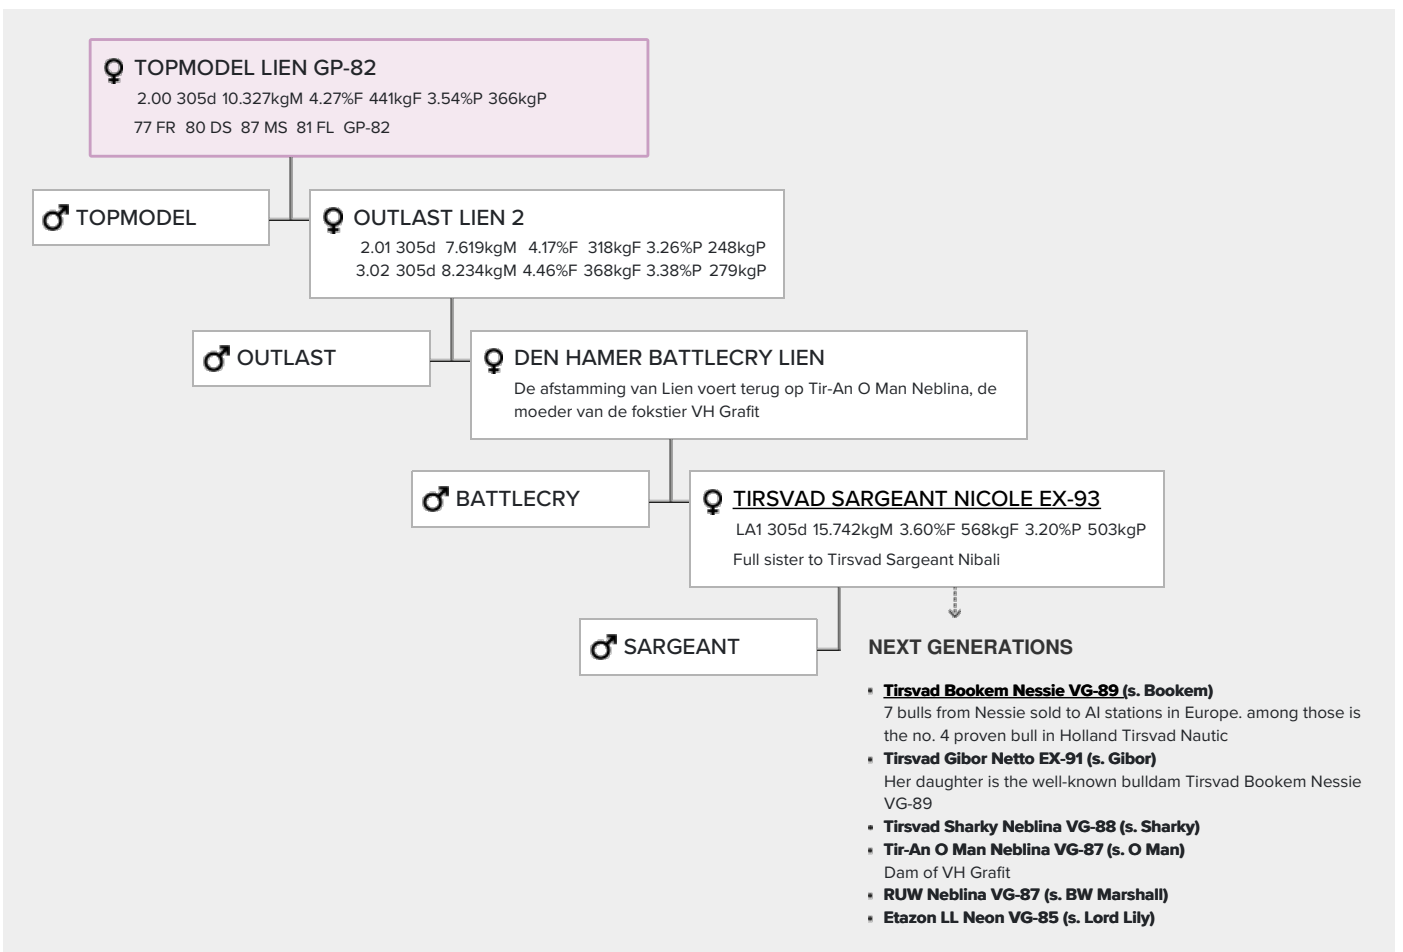 TOPMODEL LIEN GP-82
2.00 305d 10.327kgM 4.27%F 441kgF 3.54%P 366kgP
77 FR 80 DS 87 MS 81 FL GP-82
TOPMODEL
OUTLAST LIEN 2
2.01 305d 7.619kgM 4.17%F 318kgF 3.26%P 248kgP
3.02 305d 8.234kgM 4.46%F 368kgF 3.38%P 279kgP
OUTLAST
DEN HAMER BATTLECRY LIEN
De afstamming van Lien voert terug op Tir-An O Man Neblina, de
moeder van de fokstier VH Grafit
BATTLECRY
TIRSVAD SARGEANT NICOLE EX-93
LA1 305d 15.742kgM 3.60%F 568kgF 3.20%P 503kgP
Full sister to Tirsvad Sargeant Nibali
SARGEANT
NEXT GENERATIONS
• Tirsvad Bookem Nessie VG-89 (s. Bookem)
7 bulls from Nessie sold to AI stations in Europe. among those is
the no. 4 proven bull in Holland Tirsvad Nautic
• Tirsvad Gibor Netto EX-91 (s. Gibor)
Her daughter is the well-known bulldam Tirsvad Bookem Nessie
VG-89
• Tirsvad Sharky Neblina VG-88 (s. Sharky)
• Tir-An O Man Neblina VG-87 (s. O Man)
Dam of VH Grafit
• RUW Neblina VG-87 (s. BW Marshall)
• Etazon LL Neon VG-85 (s. Lord Lily)